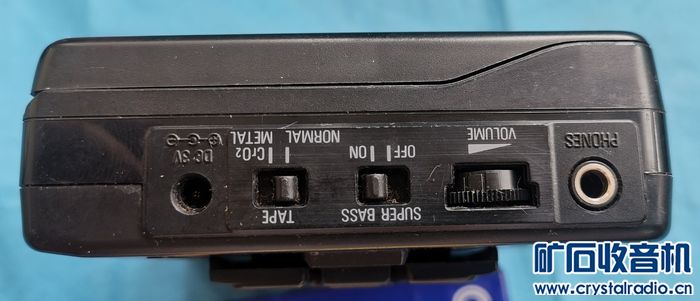 PHONES
VOLUME
OFF ON
SUPER BASS
NORMAL CrO2
METAL
TAPE
DC 3V
矿石收音机
www.crystalradio.cn